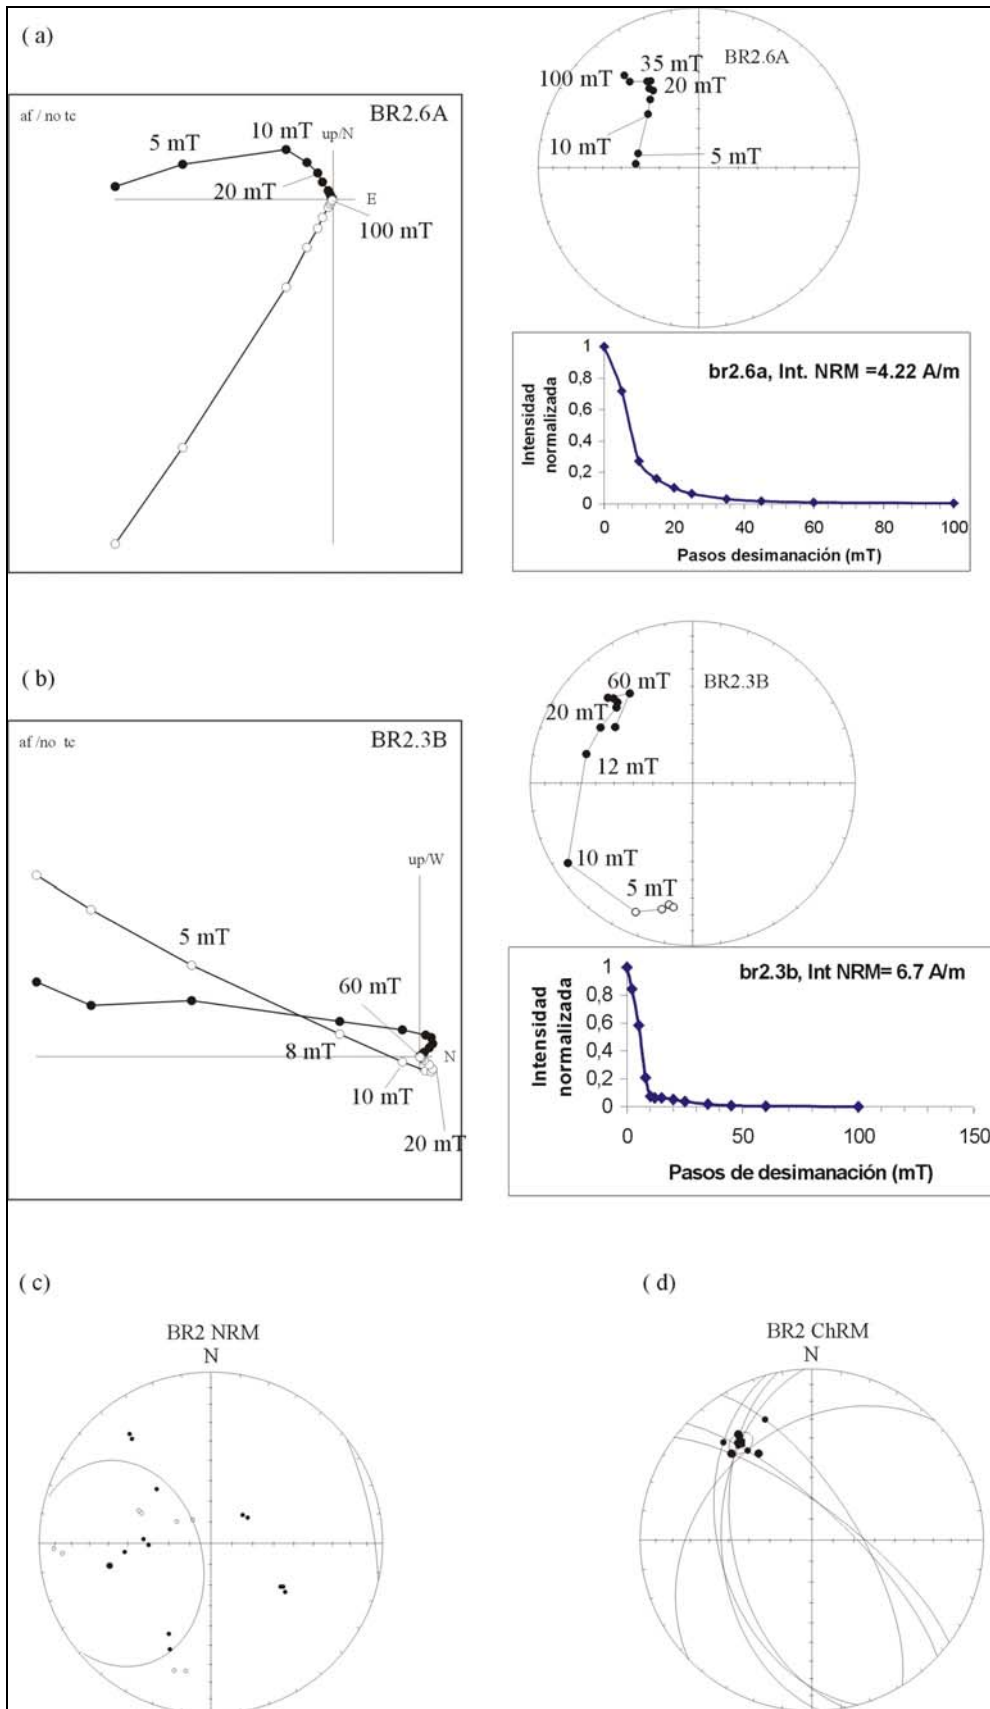 ( a)
af / no tc
BR2.6A
up/N
5 mT
10 mT
20 mT
E
100 mT
BR2.6A
35 mT
100 mT
20 mT
10 mT
5 mT
br2.6a, Int. NRM =4.22 A/m
Intensidad
normalizada
1
0,8
0,6
0,4
0,2
0
0 20 40 60 80 100
Pasos desimanación (mT)
( b)
af /no tc
BR2.3B
up/W
5 mT
60 mT
N
8 mT
10 mT
20 mT
60 mT
BR2.3B
20 mT
12 mT
10 mT
5 mT
br2.3b, Int NRM= 6.7 A/m
Intensidad
normalizada
1
0,8
0,6
0,4
0,2
0
0 50 100 150
Pasos de desimanación (mT)
( c)
BR2 NRM
N
( d)
BR2 ChRM
N